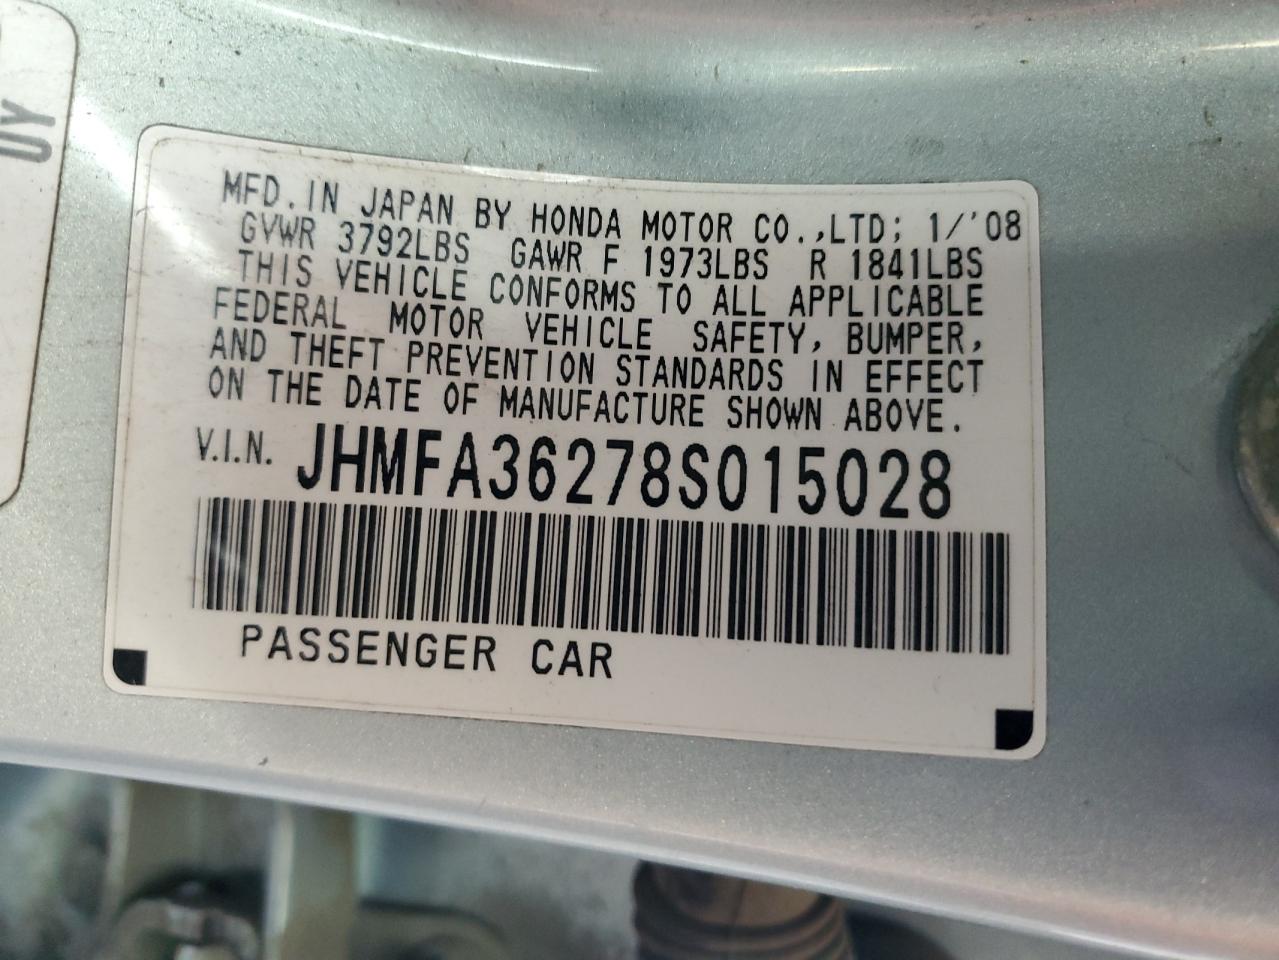 UY
MFD. IN JAPAN BY HONDA MOTOR CO.,LTD; 1/'08
GVWR 3792LBS GAWR F 1973LBS R 1841LBS
THIS VEHICLE CONFORMS TO ALL APPLICABLE
FEDERAL MOTOR VEHICLE SAFETY, BUMPER,
AND THEFT PREVENTION STANDARDS IN EFFECT
ON THE DATE OF MANUFACTURE SHOWN ABOVE.
V.I.N. JHMFA36278S015028
PASSENGER CAR